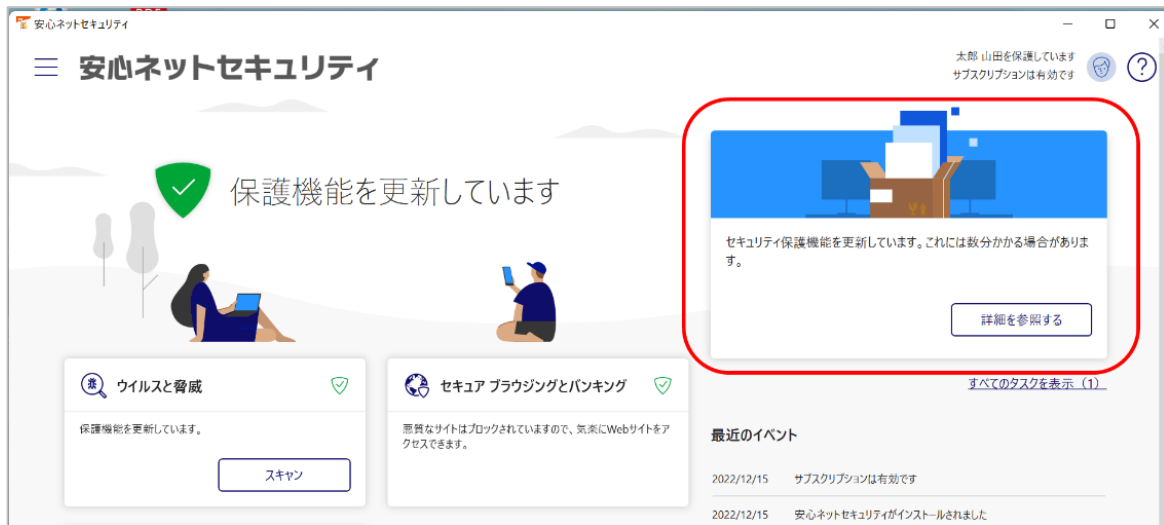 安心ネットセキュリティ
安心ネットセキュリティ
太郎 山田を保護しています
サブスクリプションは有効です
?
保護機能を更新しています
セキュリティ保護機能を更新しています。これには数分かかる場合がありま
す。
詳細を参照する
ウイルスと脅威
保護機能を更新しています。
スキャン
セキュア ブラウジングとバンキング
悪質なサイトはブロックされていますので、気楽にWebサイトをア
クセスできます。
すべてのタスクを表示 (1)
最近のイベント
2022/12/15 サブスクリプションは有効です
2022/12/15 安心ネットセキュリティがインストールされました